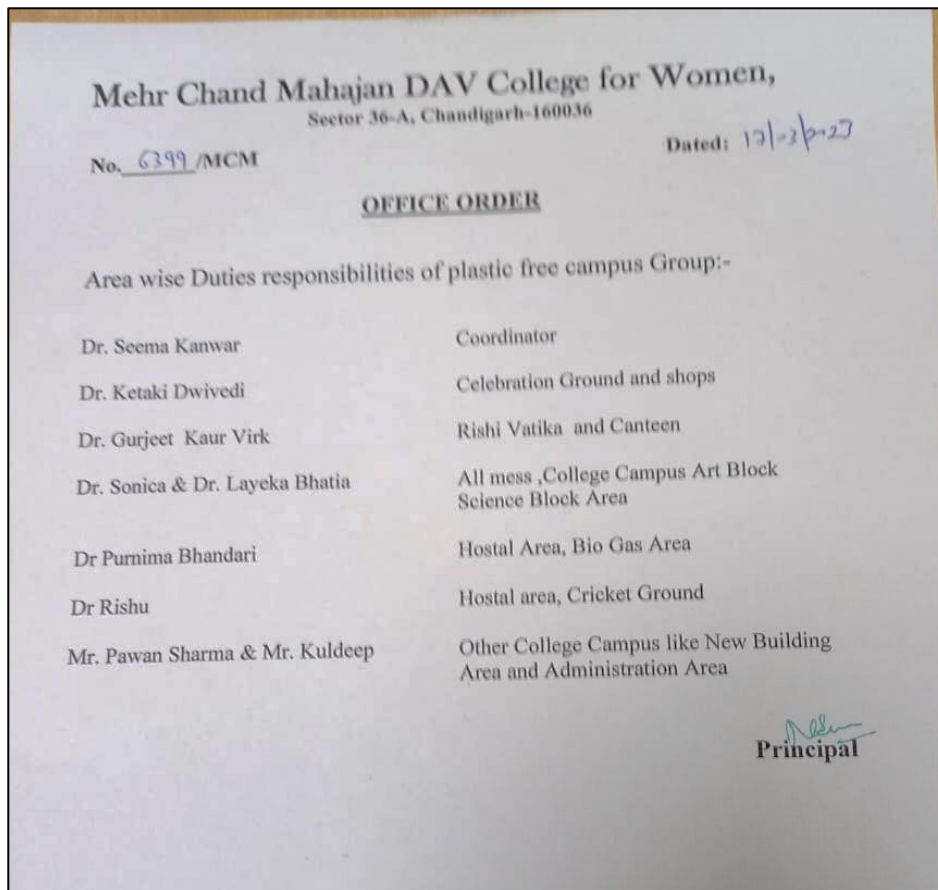 Mehr Chand Mahajan DAV College for Women,
Sector 36-A, Chandigarh-160036
No. 6399 /MCM
Dated: 17/03/2023
OFFICE ORDER
Area wise Duties responsibilities of plastic free campus Group:-
Dr. Seema Kanwar Coordinator
Dr. Ketaki Dwivedi Celebration Ground and shops
Dr. Gurjeet Kaur Virk Rishi Vatika and Canteen
Dr. Sonica & Dr. Layeka Bhatia All mess ,College Campus Art Block
Science Block Area
Dr Purnima Bhandari Hostal Area, Bio Gas Area
Dr Rishu Hostal area, Cricket Ground
Mr. Pawan Sharma & Mr. Kuldeep Other College Campus like New Building
Area and Administration Area
Principal